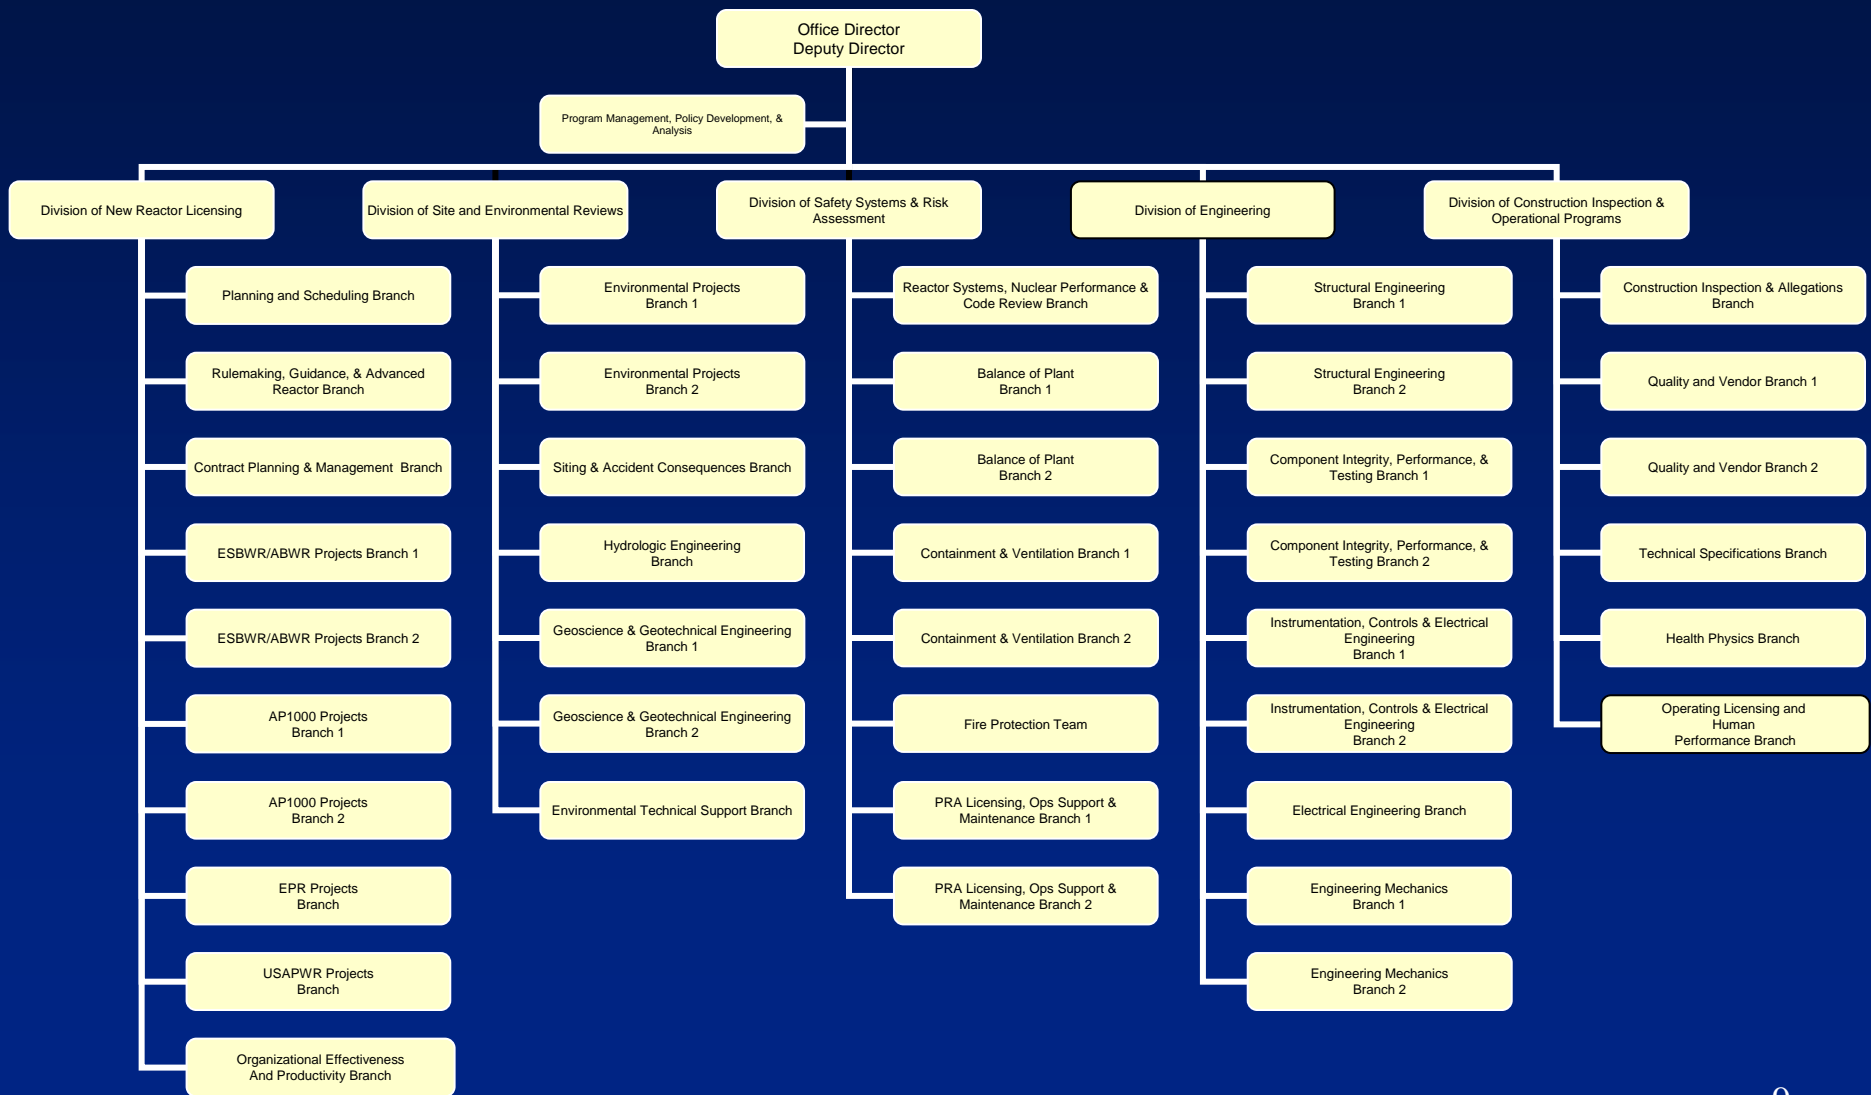 Office Director
Deputy Director
Program Management, Policy Development, &
Analysis
Division of New Reactor Licensing
Division of Site and Environmental Reviews
Division of Safety Systems & Risk
Assessment
Division of Engineering
Division of Construction Inspection &
Operational Programs
Planning and Scheduling Branch
Rulemaking, Guidance, & Advanced
Reactor Branch
Contract Planning & Management Branch
ESBWR/ABWR Projects Branch 1
ESBWR/ABWR Projects Branch 2
AP1000 Projects
Branch 1
AP1000 Projects
Branch 2
EPR Projects
Branch
USAPWR Projects
Branch
Organizational Effectiveness
And Productivity Branch
Environmental Projects
Branch 1
Environmental Projects
Branch 2
Siting & Accident Consequences Branch
Hydrologic Engineering
Branch
Geoscience & Geotechnical Engineering
Branch 1
Geoscience & Geotechnical Engineering
Branch 2
Environmental Technical Support Branch
Reactor Systems, Nuclear Performance &
Code Review Branch
Balance of Plant
Branch 1
Balance of Plant
Branch 2
Containment & Ventilation Branch 1
Containment & Ventilation Branch 2
Fire Protection Team
PRA Licensing, Ops Support &
Maintenance Branch 1
PRA Licensing, Ops Support &
Maintenance Branch 2
Structural Engineering
Branch 1
Structural Engineering
Branch 2
Component Integrity, Performance, &
Testing Branch 1
Component Integrity, Performance, &
Testing Branch 2
Instrumentation, Controls & Electrical
Engineering
Branch 1
Instrumentation, Controls & Electrical
Engineering
Branch 2
Electrical Engineering Branch
Engineering Mechanics
Branch 1
Engineering Mechanics
Branch 2
Construction Inspection & Allegations
Branch
Quality and Vendor Branch 1
Quality and Vendor Branch 2
Technical Specifications Branch
Health Physics Branch
Operating Licensing and
Human
Performance Branch